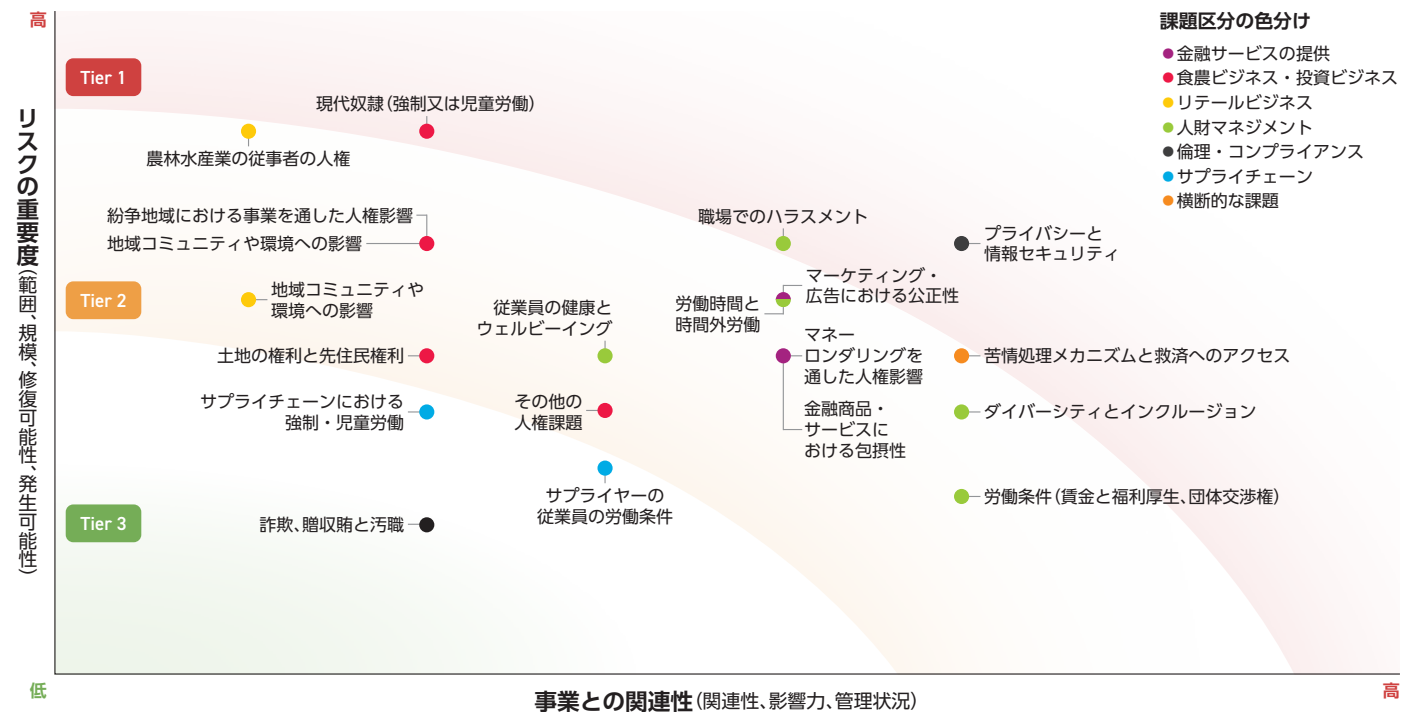 高
課題区分の色分け
金融サービスの提供
食農ビジネス・投資ビジネス
リテールビジネス
人財マネジメント
倫理・コンプライアンス
サプライチェーン
横断的な課題
Tier 1
現代奴隷(強制又は児童労働)
農林水産業の従事者の人権
リスクの重要度(範囲、規模、修復可能性、発生可能性)
紛争地域における事業を通した人権影響
地域コミュニティや環境への影響
職場でのハラスメント
プライバシーと
情報セキュリティ
Tier 2
地域コミュニティや
環境への影響
従業員の健康と
ウェルビーイング
労働時間と
時間外労働
マーケティング・
広告における公正性
土地の権利と先住民権利
マネー
ロンダリングを
通した人権影響
苦情処理メカニズムと救済へのアクセス
サプライチェーンにおける
強制・児童労働
その他の
人権課題
金融商品・
サービスに
おける包摂性
ダイバーシティとインクルージョン
サプライヤーの
従業員の労働条件
労働条件(賃金と福利厚生、団体交渉権)
Tier 3
詐欺、贈収賄と汚職
低
事業との関連性(関連性、影響力、管理状況)
高